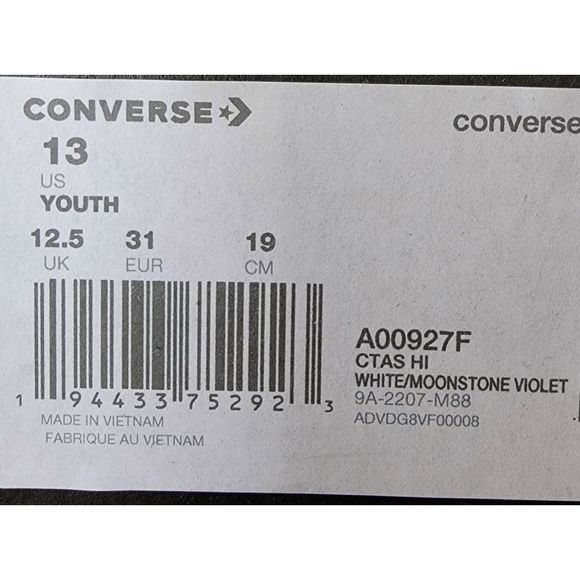 CONVERSE
converse
13
US
YOUTH
12.5 31 19
UK EUR CM
1 94433 75292 3
MADE IN VIETNAM
FABRIQUE AU VIETNAM
A00927F
CTAS HI
WHITE/MOONSTONE VIOLET
9A-2207-M88
ADVDG8VF00008